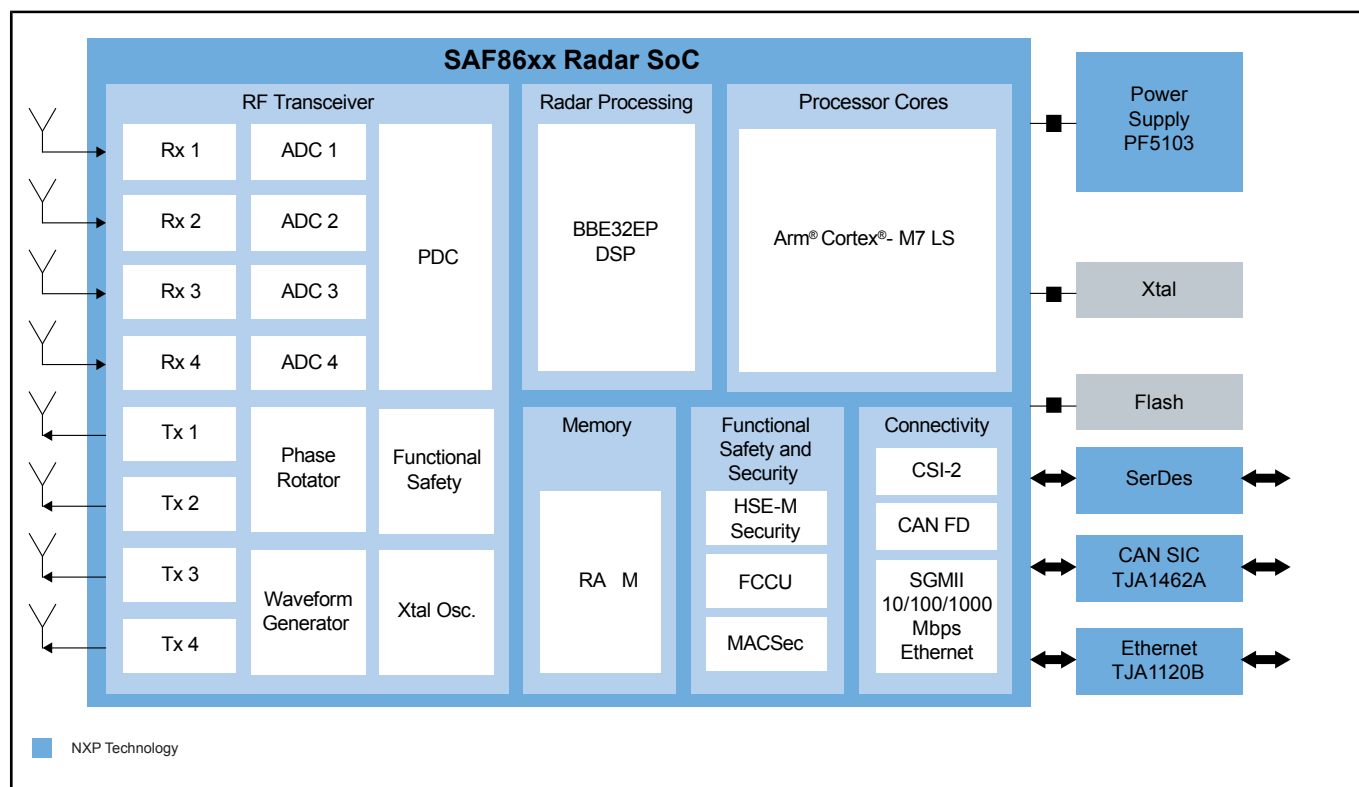 SAF86xx Radar SoC
RF Transceiver
Rx 1
ADC 1
Rx 2
ADC 2
Rx 3
ADC 3
Rx 4
ADC 4
PDC
Tx 1
Tx 2
Tx 3
Tx 4
Phase
Rotator
Functional
Safety
Waveform
Generator
Xtal Osc.
Radar Processing
BBE32EP
DSP
Processor Cores
Arm® Cortex®- M7 LS
Memory
RA M
Functional
Safety and
Security
HSE-M
Security
FCCU
MACSec
Connectivity
CSI-2
CAN FD
SGMII
10/100/1000
Mbps
Ethernet
Power
Supply
PF5103
Xtal
Flash
SerDes
CAN SIC
TJA1462A
Ethernet
TJA1120B
NXP Technology